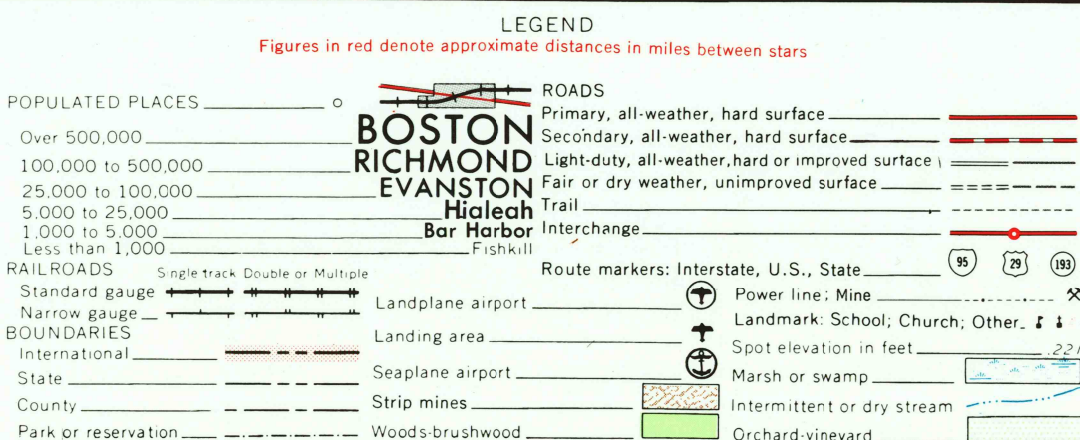 LEGEND
Figures in red denote approximate distances in miles between stars
POPULATED PLACES
Over 500,000 BOSTON
100,000 to 500,000 RICHMOND
25,000 to 100,000 EVANSTON
5.000 to 25,000 Hialeah
1,000 to 5.000 Bar Harbor
Less than 1,000 Fishkill
ROADS
Primary, all-weather, hard surface
Secondary, all-weather, hard surface
Light-duty, all-weather, hard or improved surface
Fair or dry weather, unimproved surface
Trail
Interchange
Route markers: Interstate, U.S., State 95 29 193
RAILROADS Single track Double or Multiple
Standard gauge
Narrow gauge
BOUNDARIES
International
State
County
Park or reservation
Landplane airport
Landing area
Seaplane airport
Strip mines
Woods-brushwood
Power line; Mine
Landmark: School; Church; Other
Spot elevation in feet .221
Marsh or swamp
Intermittent or dry stream
Orchard-vineyard